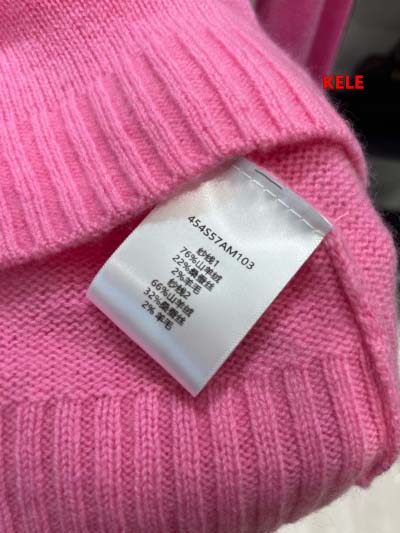 KELE
454S57AM103
纱线1
76%山羊绒
22%桑蚕丝
2%羊毛
纱线2
66%山羊绒
32%桑蚕丝
2%羊毛